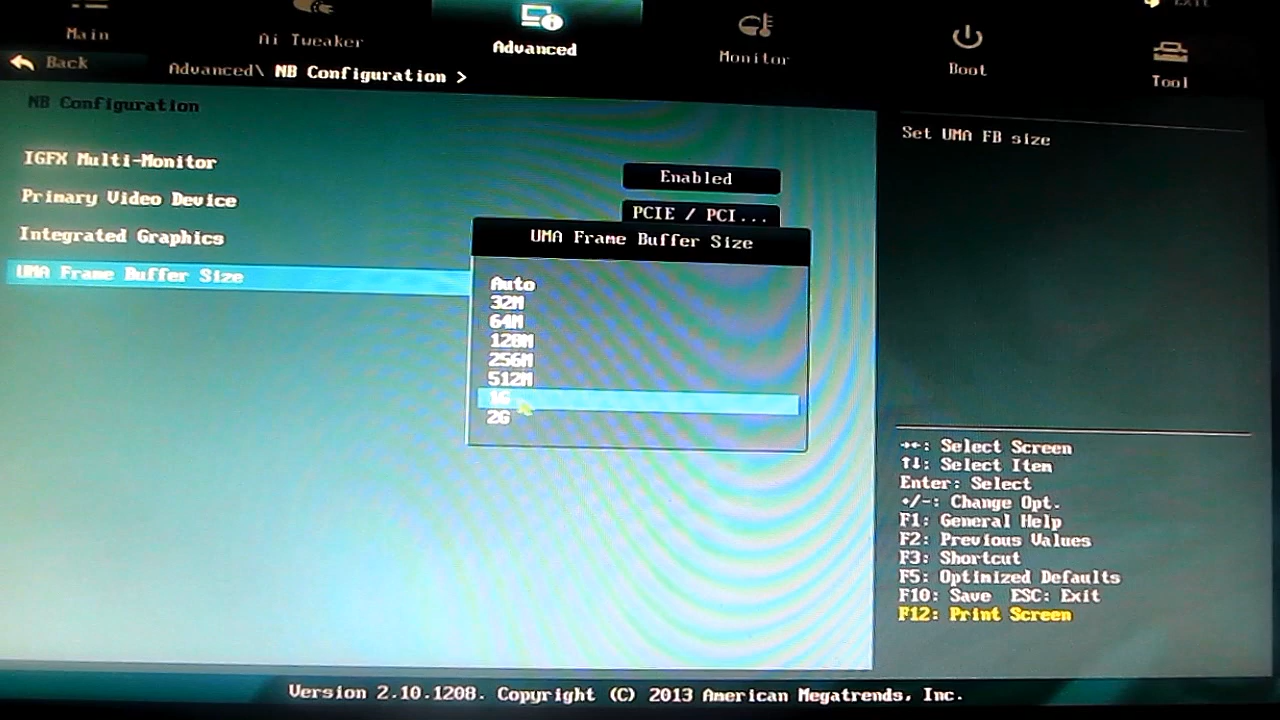 Exit
Main
Ai Tweaker
Advanced
Monitor
Boot
Tool
Back
Advanced\ NB Configuration >
NB Configuration
Set UMA FB size
IGFX Multi-Monitor
Enabled
Primary Video Device
PCIE / PCI...
Integrated Graphics
UMA Frame Buffer Size
UMA Frame Buffer Size
Auto
32M
64M
128M
256M
512M
1G
2G
→←: Select Screen
↑↓: Select Item
Enter: Select
+/-: Change Opt.
F1: General Help
F2: Previous Values
F3: Shortcut
F5: Optimized Defaults
F10: Save  ESC: Exit
F12: Print Screen
Version 2.10.1208. Copyright (C) 2013 American Megatrends, Inc.